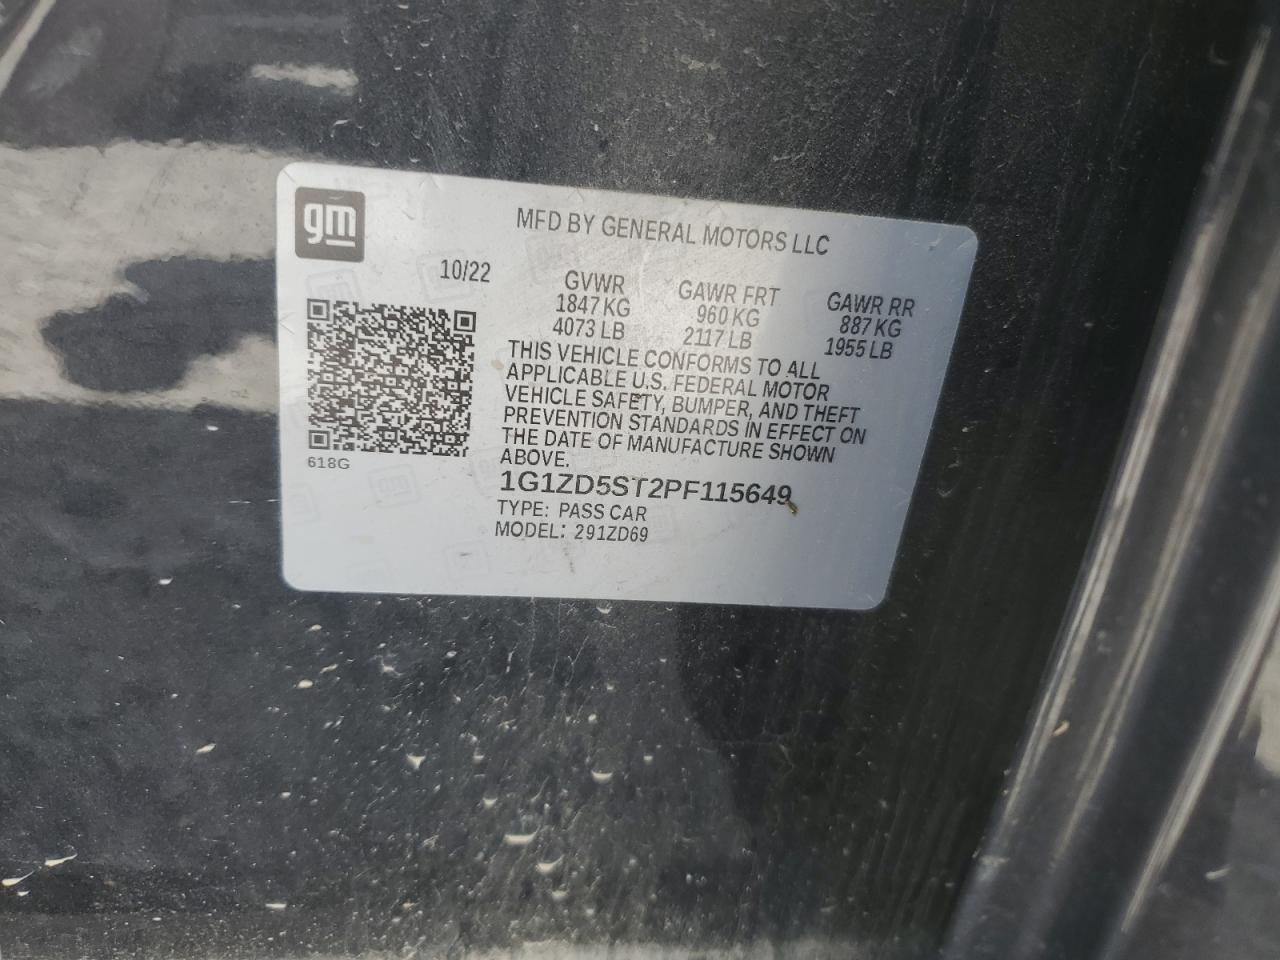 gm
MFD BY GENERAL MOTORS LLC
10/22
GVWR GAWR FRT GAWR RR
1847 KG 960 KG 887 KG
4073 LB 2117 LB 1955 LB
THIS VEHICLE CONFORMS TO ALL
APPLICABLE U.S. FEDERAL MOTOR
VEHICLE SAFETY, BUMPER, AND THEFT
PREVENTION STANDARDS IN EFFECT ON
THE DATE OF MANUFACTURE SHOWN
ABOVE.
618G
1G1ZD5ST2PF115649
TYPE: PASS CAR
MODEL: 291ZD69